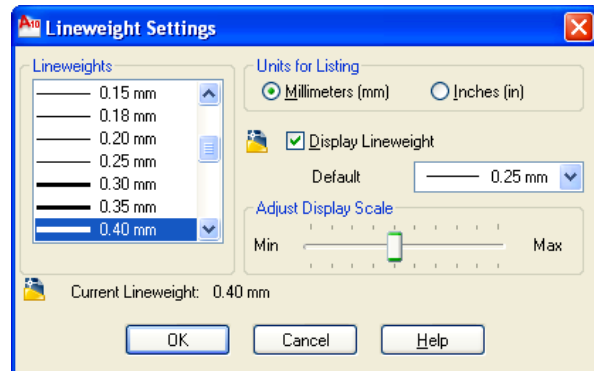 A10 Lineweight Settings
Lineweights
0.15 mm
0.18 mm
0.20 mm
0.25 mm
0.30 mm
0.35 mm
0.40 mm
Units for Listing
Millimeters (mm) Inches (in)
Display Lineweight
Default 0.25 mm
Adjust Display Scale
Min Max
Current Lineweight: 0.40 mm
OK Cancel Help